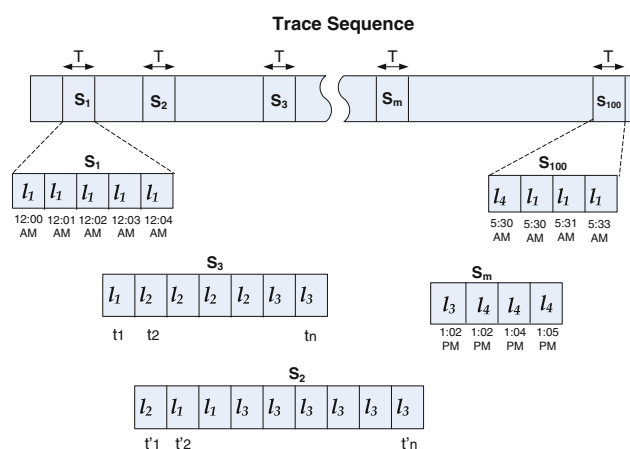 Trace Sequence
T T T T T
S1 S2 S3 Sm S100
S1
l1 l1 l1 l1 l1
12:00 AM 12:01 AM 12:02 AM 12:03 AM 12:04 AM
S100
l4 l1 l1 l1
5:30 AM 5:30 AM 5:31 AM 5:33 AM
S3
l1 l2 l2 l2 l2 l3 l3
t1 t2 tn
Sm
l3 l4 l4 l4
1:02 PM 1:02 PM 1:04 PM 1:05 PM
S2
l2 l1 l1 l3 l3 l3 l3 l3 l3
t'1 t'2 t'n